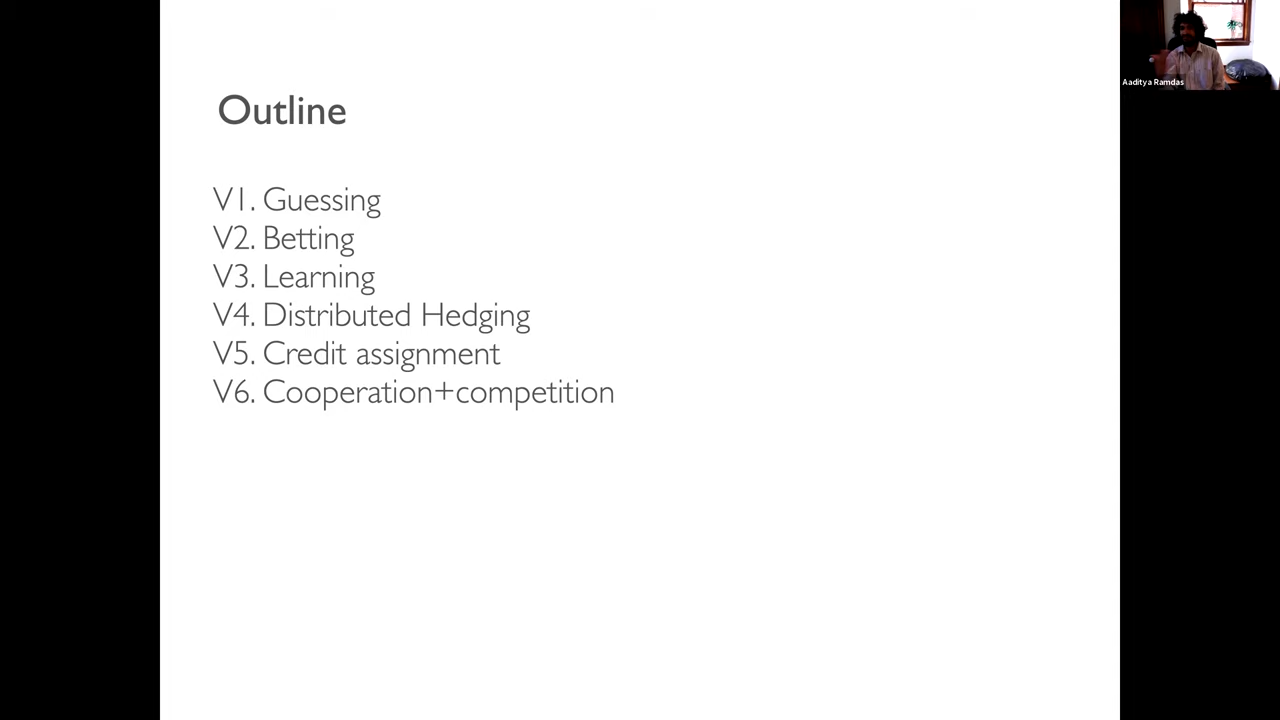 Outline
V1. Guessing
V2. Betting
V3. Learning
V4. Distributed Hedging
V5. Credit assignment
V6. Cooperation+competition
Aaditya Ramdas